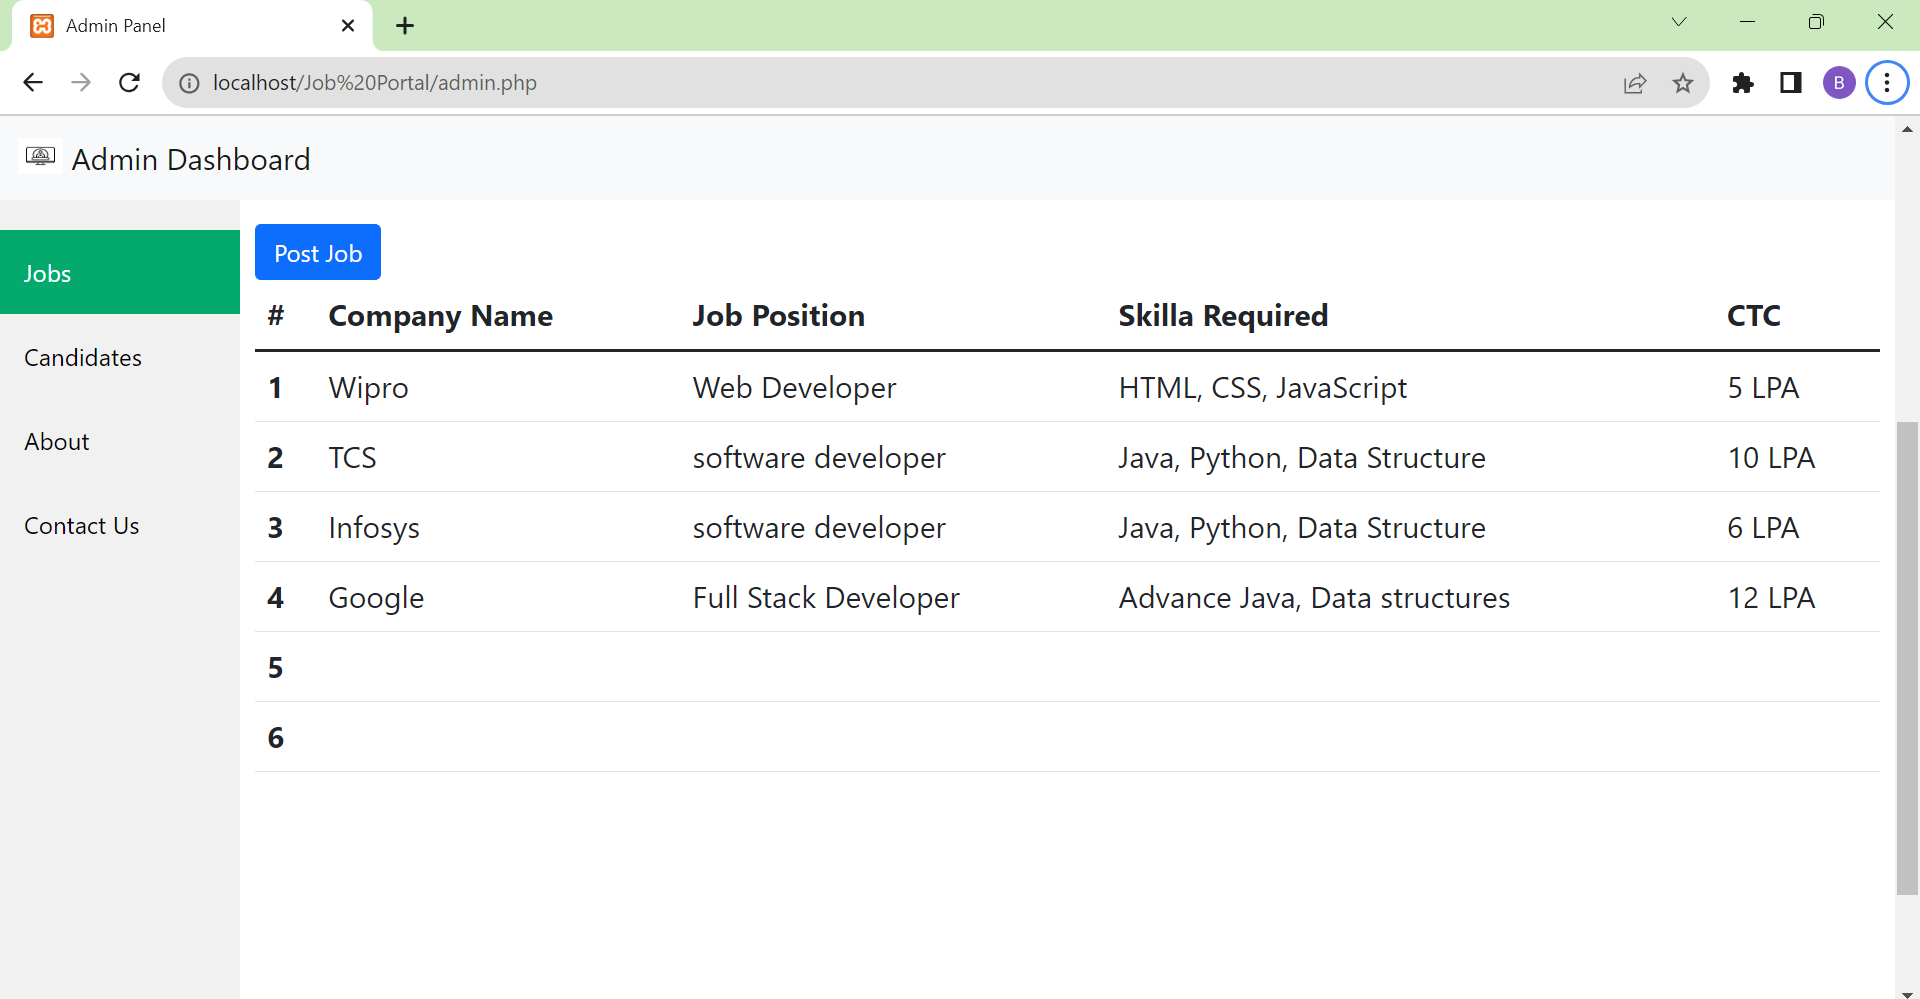 Admin Panel
localhost/Job%20Portal/admin.php
B
Admin Dashboard
Jobs
Candidates
About
Contact Us
Post Job
# Company Name Job Position Skilla Required CTC
1 Wipro Web Developer HTML, CSS, JavaScript 5 LPA
2 TCS software developer Java, Python, Data Structure 10 LPA
3 Infosys software developer Java, Python, Data Structure 6 LPA
4 Google Full Stack Developer Advance Java, Data structures 12 LPA
5
6